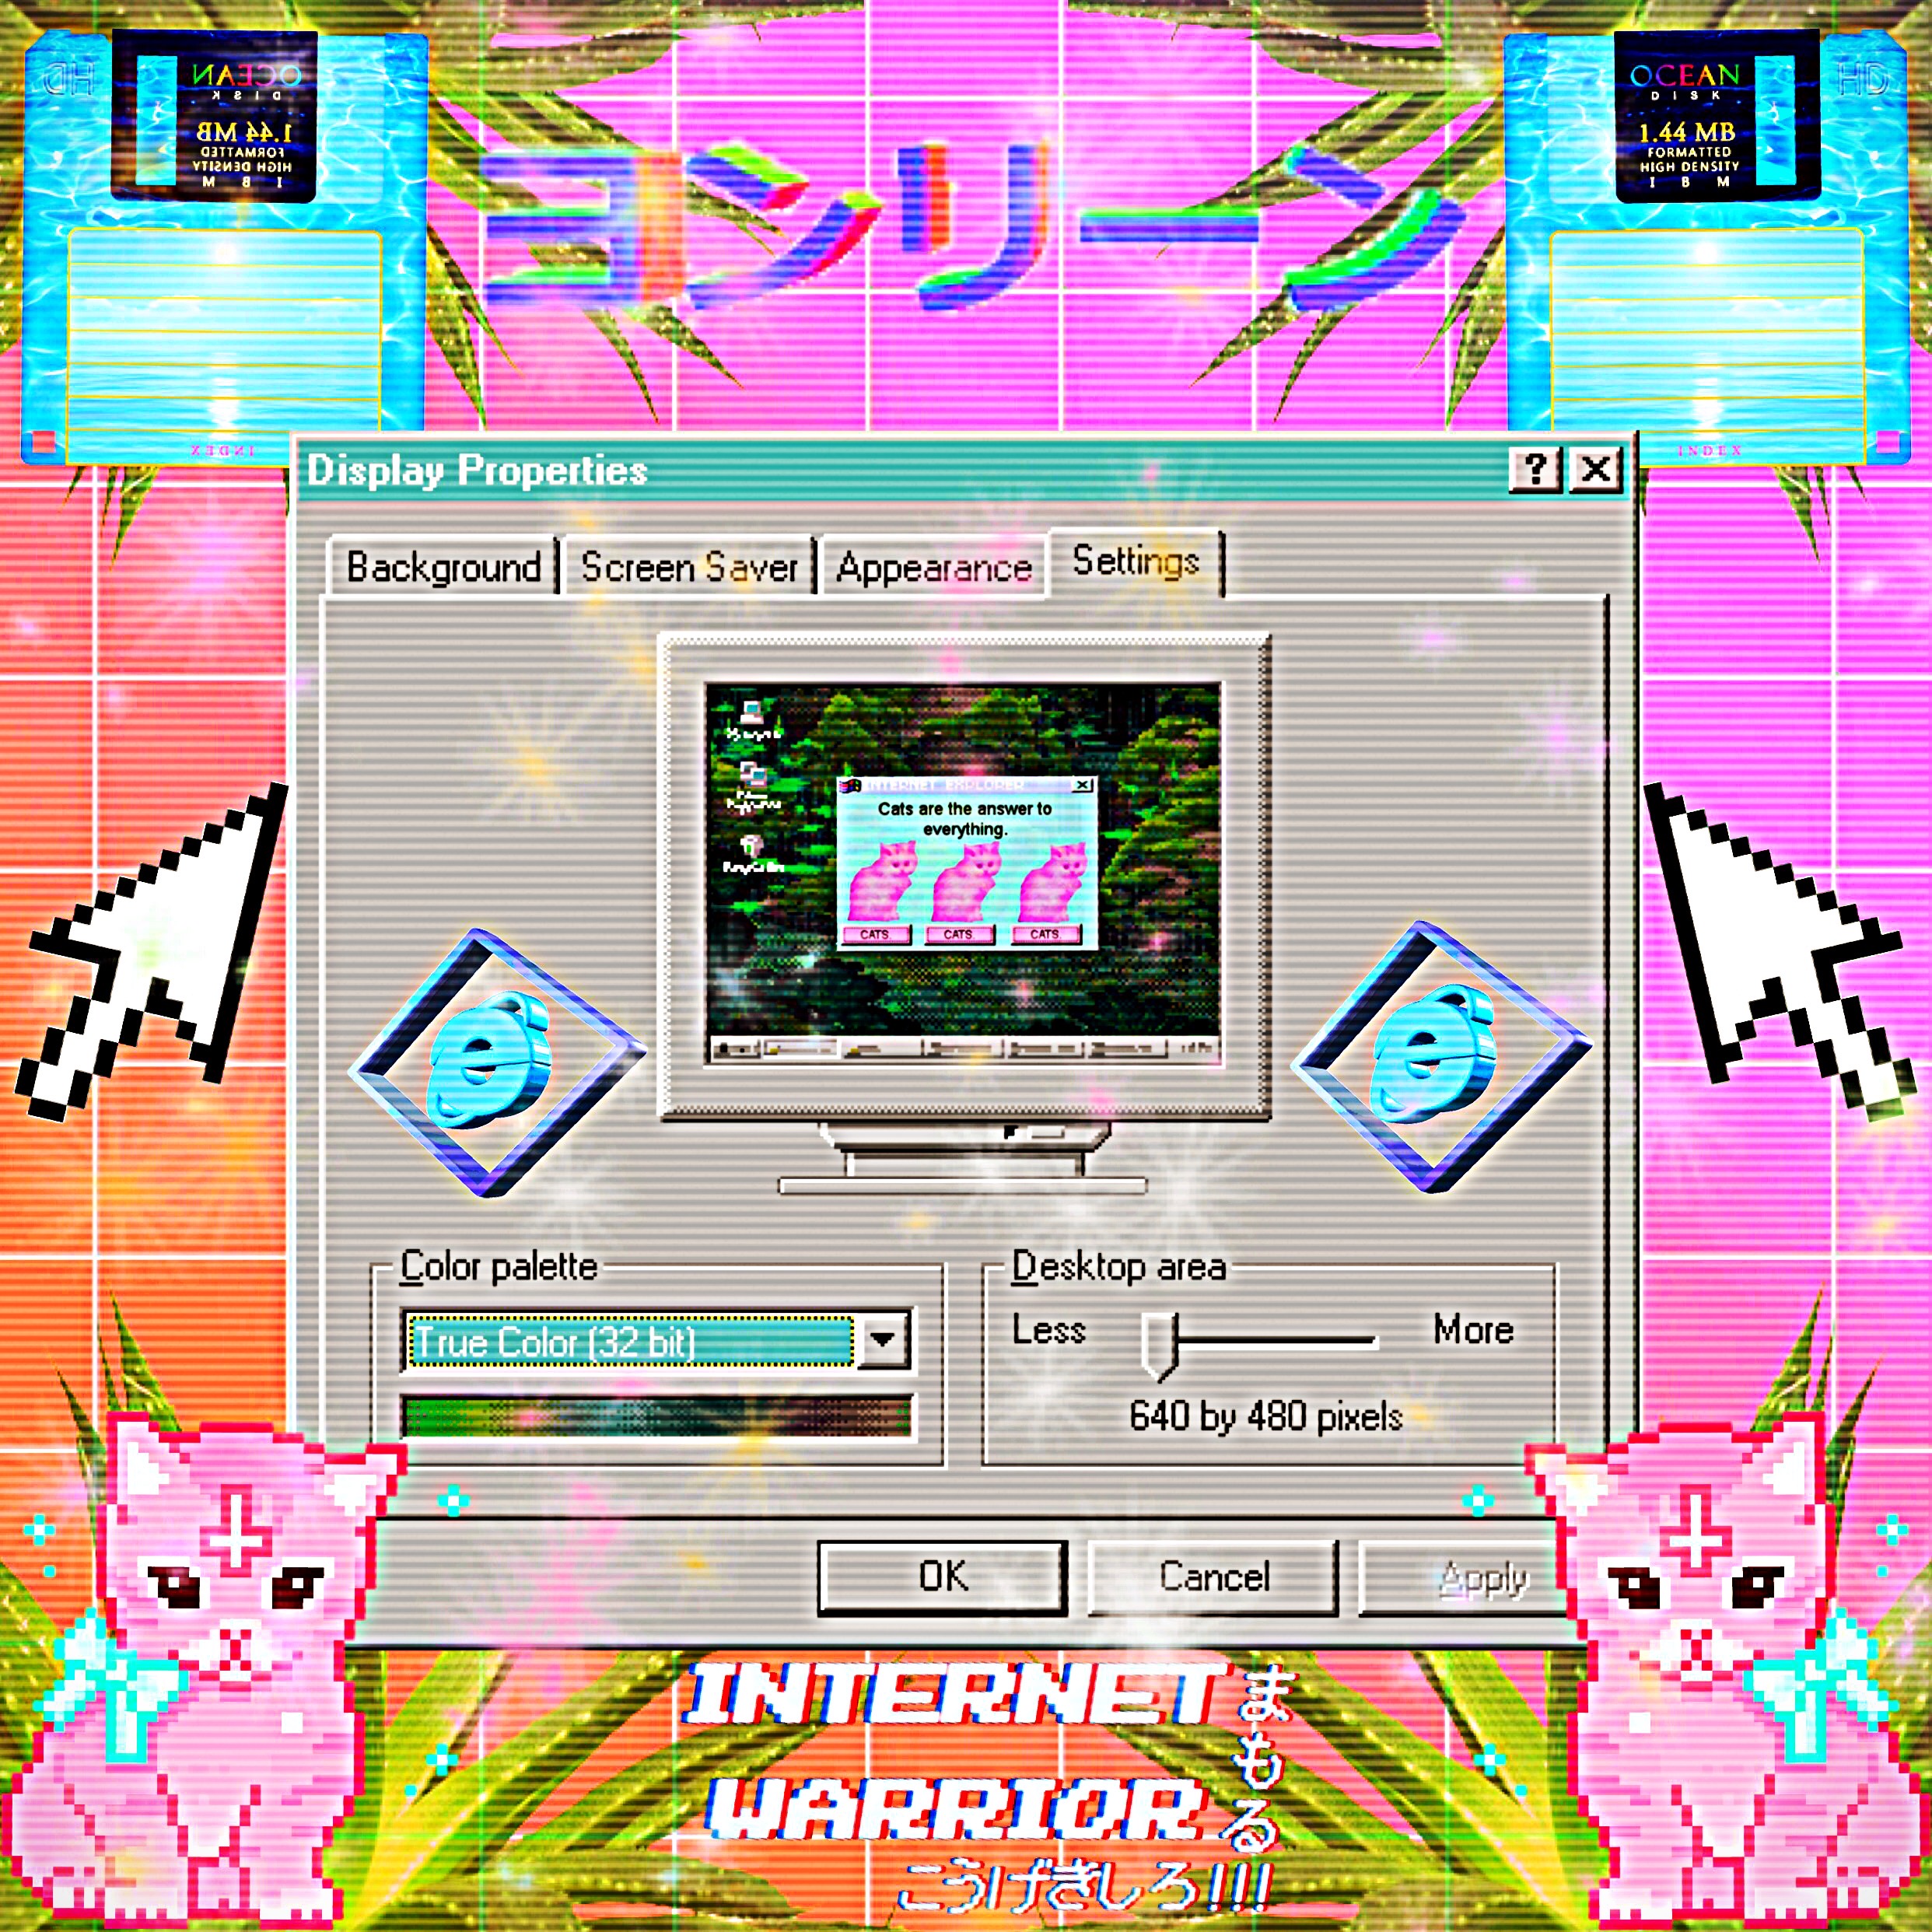 HD
OCEAN
DISK
1.44 MB
FORMATTED
HIGH DENSITY
IBM
INDEX
OCEAN
DISK
1.44 MB
FORMATTED
HIGH DENSITY
IBM
HD
INDEX
ヨンリーン
Display Properties
Background Screen Saver Appearance Settings
INTERNET EXPLORER
Cats are the answer to
everything.
CATS. CATS. CATS.
Color palette
True Color (32 bit)
Desktop area
Less More
640 by 480 pixels
OK Cancel Apply
INTERNET
WARRIOR
まもる
こうげきしろ!!!